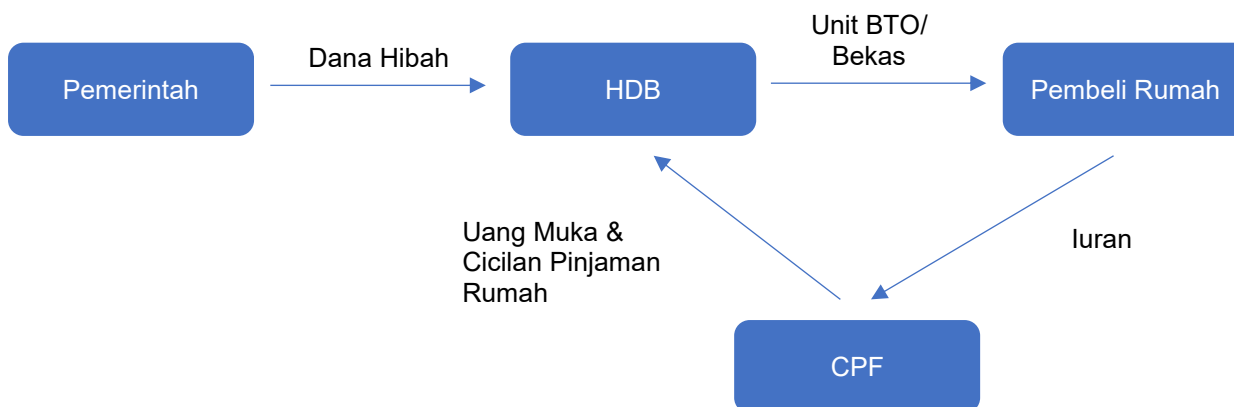 Unit BTO/
Bekas
Dana Hibah
Pemerintah
HDB
Pembeli Rumah
Uang Muka &
Cicilan Pinjaman
Rumah
Iuran
CPF